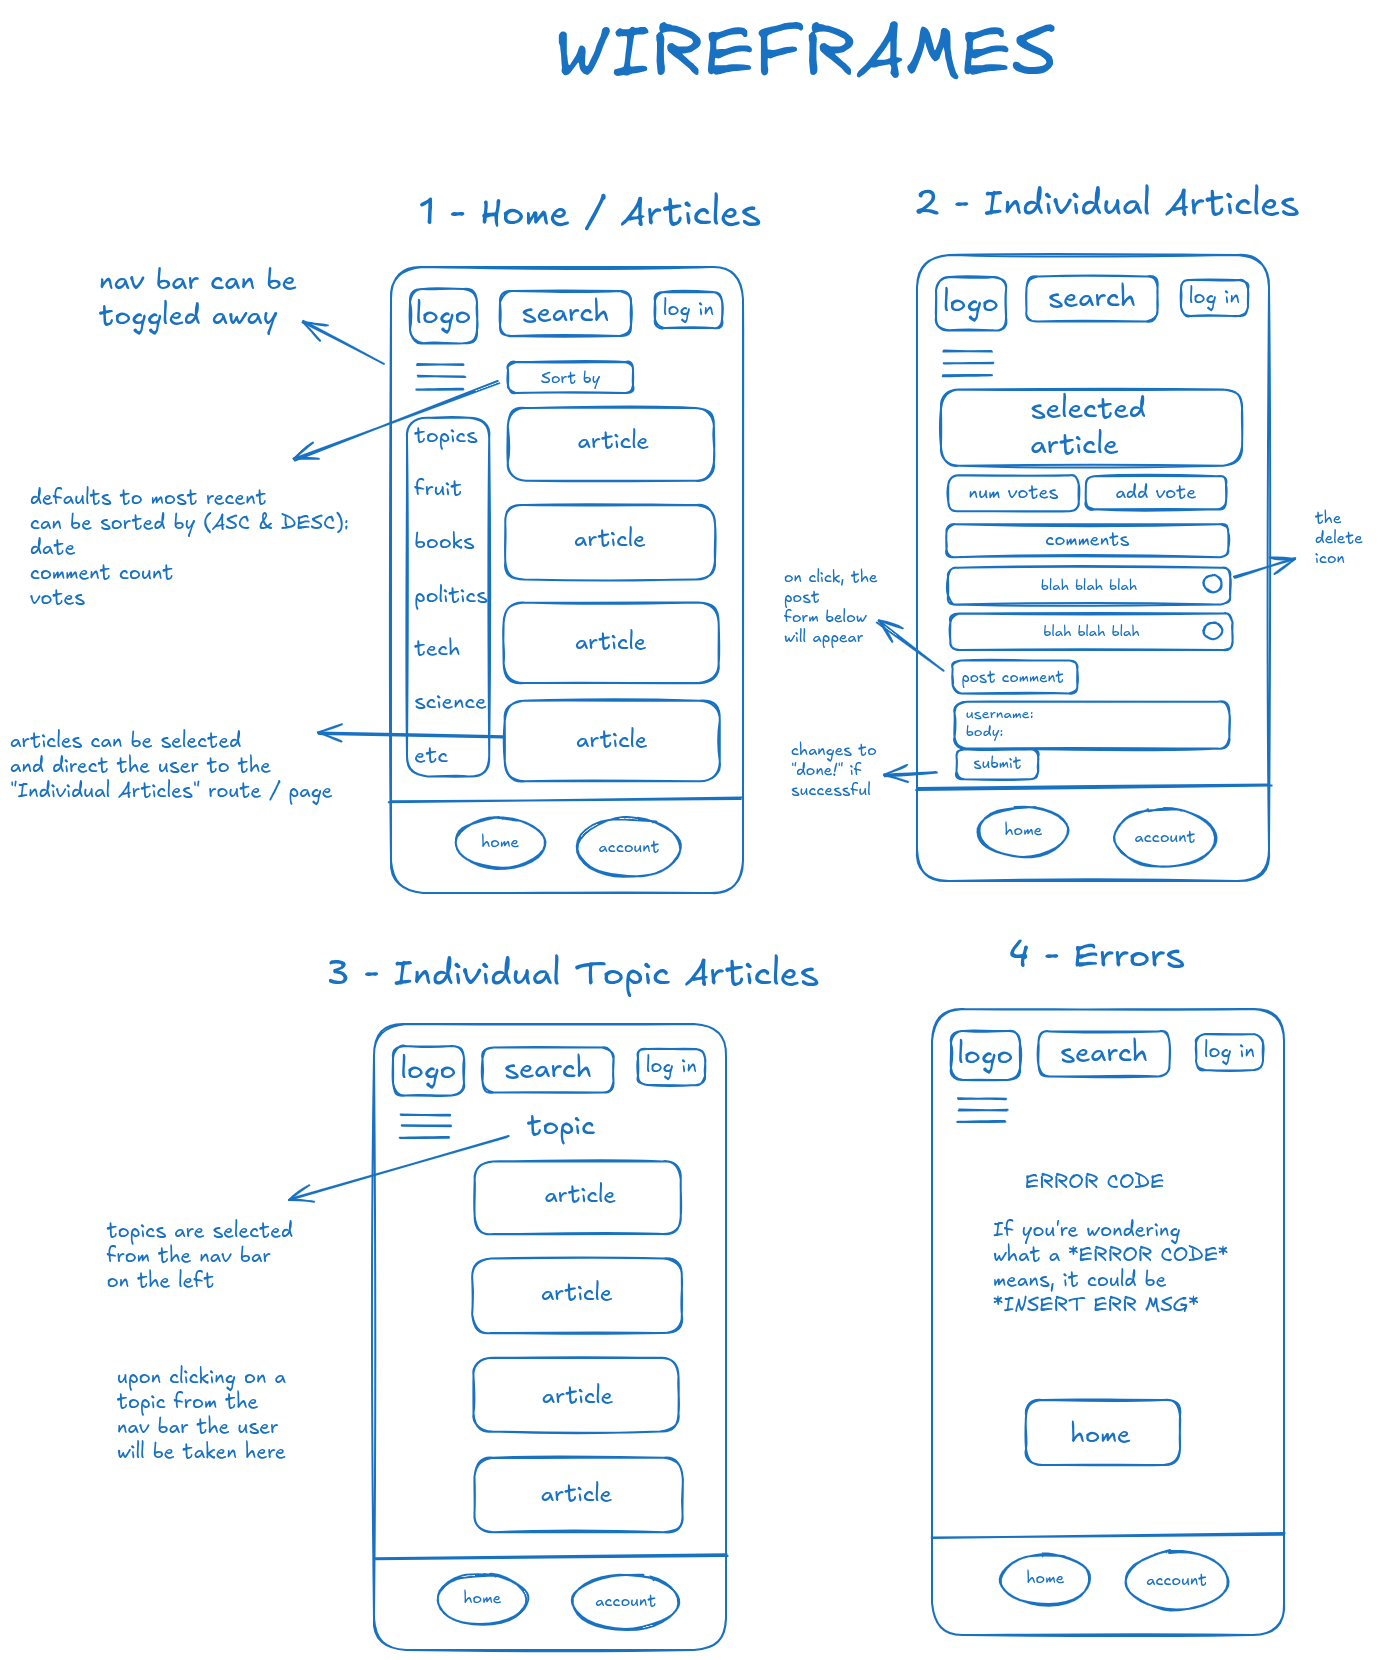 WIREFRAMES
1 - Home / Articles
nav bar can be
toggled away
logo
search
log in
Sort by
defaults to most recent
can be sorted by (ASC & DESC):
date
comment count
votes
topics
fruit
books
politics
tech
science
etc
article
article
article
article
articles can be selected
and direct the user to the
"Individual Articles" route / page
home
account
2 - Individual Articles
logo
search
log in
selected
article
num votes
add vote
comments
blah blah blah
blah blah blah
the
delete
icon
on click, the
post
form below
will appear
post comment
username:
body:
submit
changes to
"done!" if
successful
home
account
3 - Individual Topic Articles
logo
search
log in
topic
article
article
article
article
topics are selected
from the nav bar
on the left
upon clicking on a
topic from the
nav bar the user
will be taken here
home
account
4 - Errors
logo
search
log in
ERROR CODE
If you're wondering
what a *ERROR CODE*
means, it could be
*INSERT ERR MSG*
home
home
account